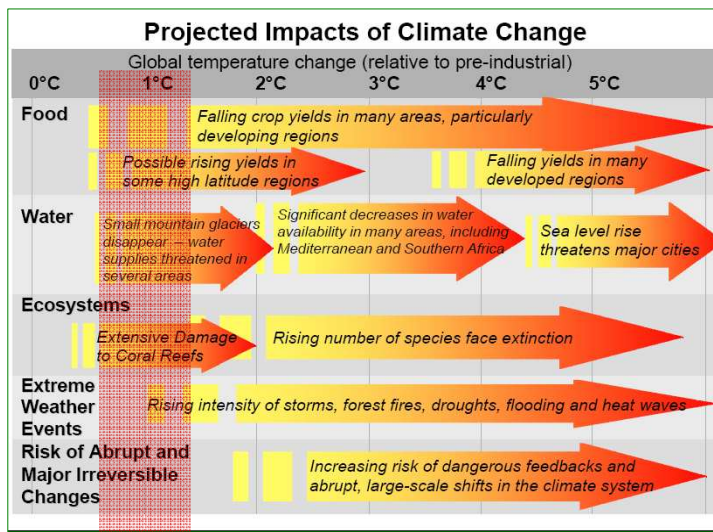 Projected Impacts of Climate Change
Global temperature change (relative to pre-industrial)
0°C 1°C 2°C 3°C 4°C 5°C
Food
Falling crop yields in many areas, particularly
developing regions
Possible rising yields in
some high latitude regions
Falling yields in many
developed regions
Water
Small mountain glaciers
disappear – water
supplies threatened in
several areas
Significant decreases in water
availability in many areas, including
Mediterranean and Southern Africa
Sea level rise
threatens major cities
Ecosystems
Extensive Damage
to Coral Reefs
Rising number of species face extinction
Extreme
Weather
Events
Rising intensity of storms, forest fires, droughts, flooding and heat waves
Risk of Abrupt and
Major Irreversible
Changes
Increasing risk of dangerous feedbacks and
abrupt, large-scale shifts in the climate system